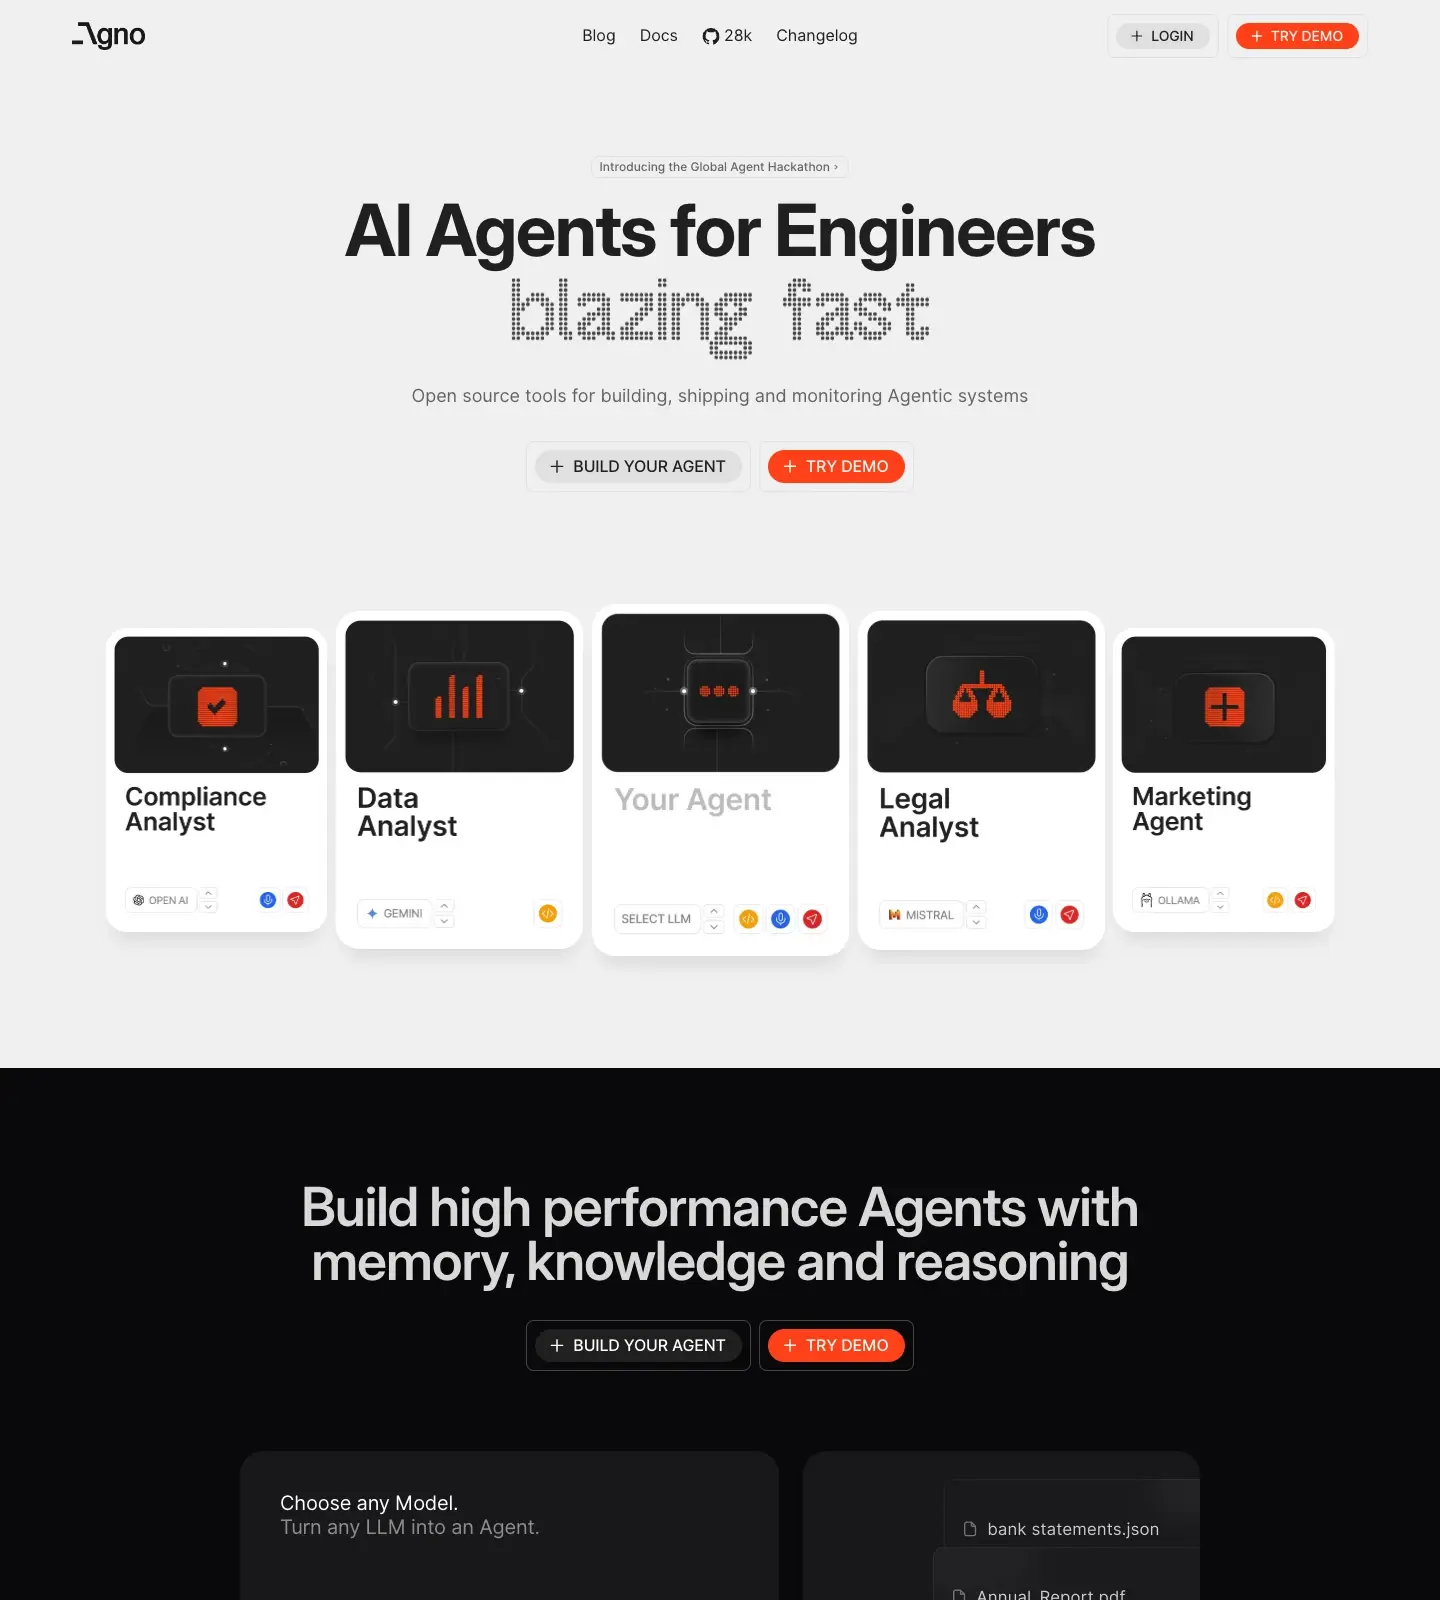 Agno
Blog
Docs
28k
Changelog
+ LOGIN
+ TRY DEMO
Introducing the Global Agent Hackathon ›
AI Agents for Engineers
blazing fast
Open source tools for building, shipping and monitoring Agentic systems
+ BUILD YOUR AGENT
+ TRY DEMO
Compliance
Analyst
OPEN AI
Data
Analyst
GEMINI
Your Agent
SELECT LLM
Legal
Analyst
MISTRAL
Marketing
Agent
OLLAMA
Build high performance Agents with
memory, knowledge and reasoning
+ BUILD YOUR AGENT
+ TRY DEMO
Choose any Model.
Turn any LLM into an Agent.
bank statements.json
Annual_Report.pdf